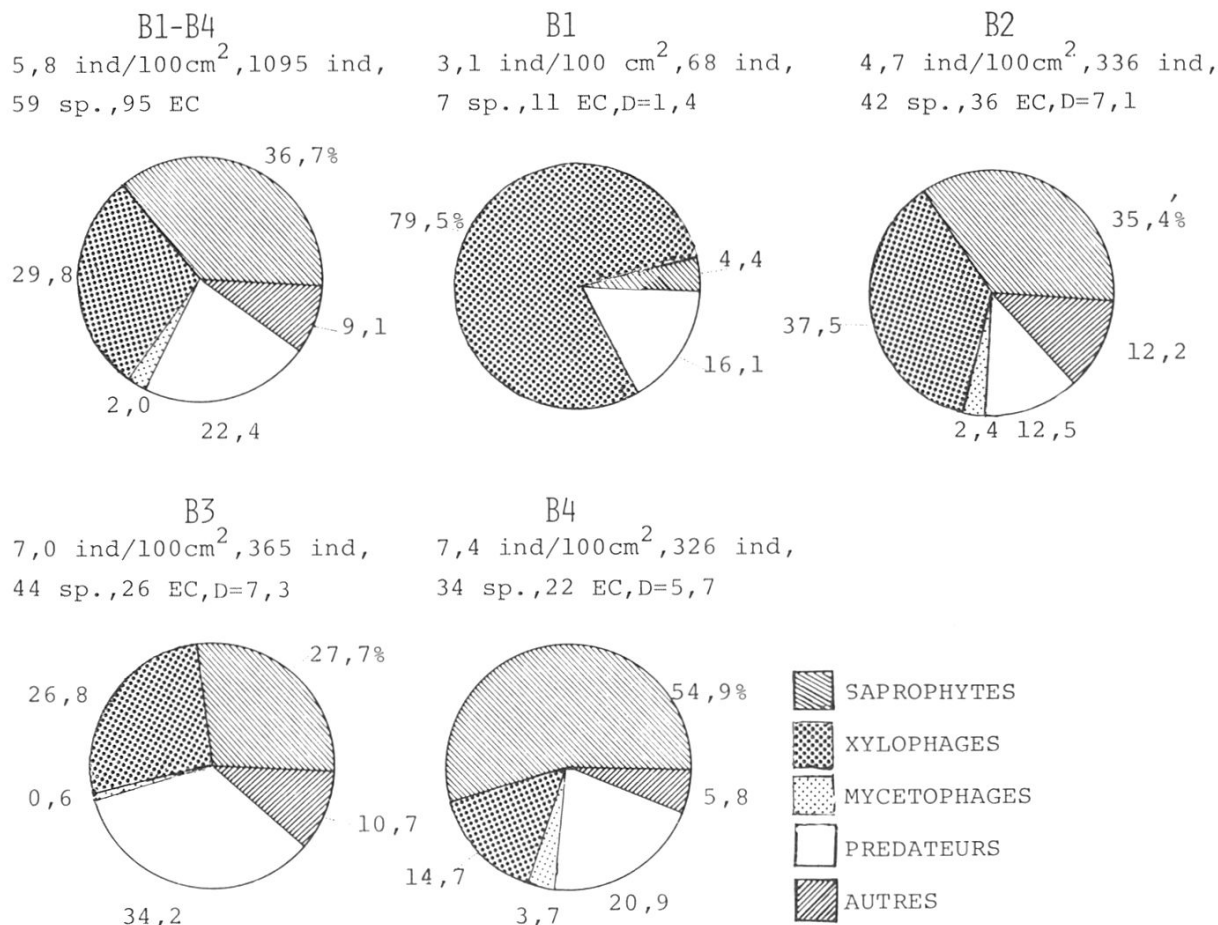 B1-B4
5,8 ind/100cm²,1095 ind,
59 sp.,95 EC
36,7%
29,8
9,1
2,0
22,4
B1
3,1 ind/100 cm²,68 ind,
7 sp.,11 EC,D=1,4
79,5%
4,4
16,1
B2
4,7 ind/100cm²,336 ind,
42 sp.,36 EC,D=7,1
35,4%
37,5
12,2
2,4
12,5
B3
7,0 ind/100cm²,365 ind,
44 sp.,26 EC,D=7,3
27,7%
26,8
0,6
10,7
34,2
B4
7,4 ind/100cm²,326 ind,
34 sp.,22 EC,D=5,7
54,9%
5,8
14,7
3,7
20,9
SAPROPHYTES
XYLOPHAGES
MYCETOPHAGES
PREDATEURS
AUTRES